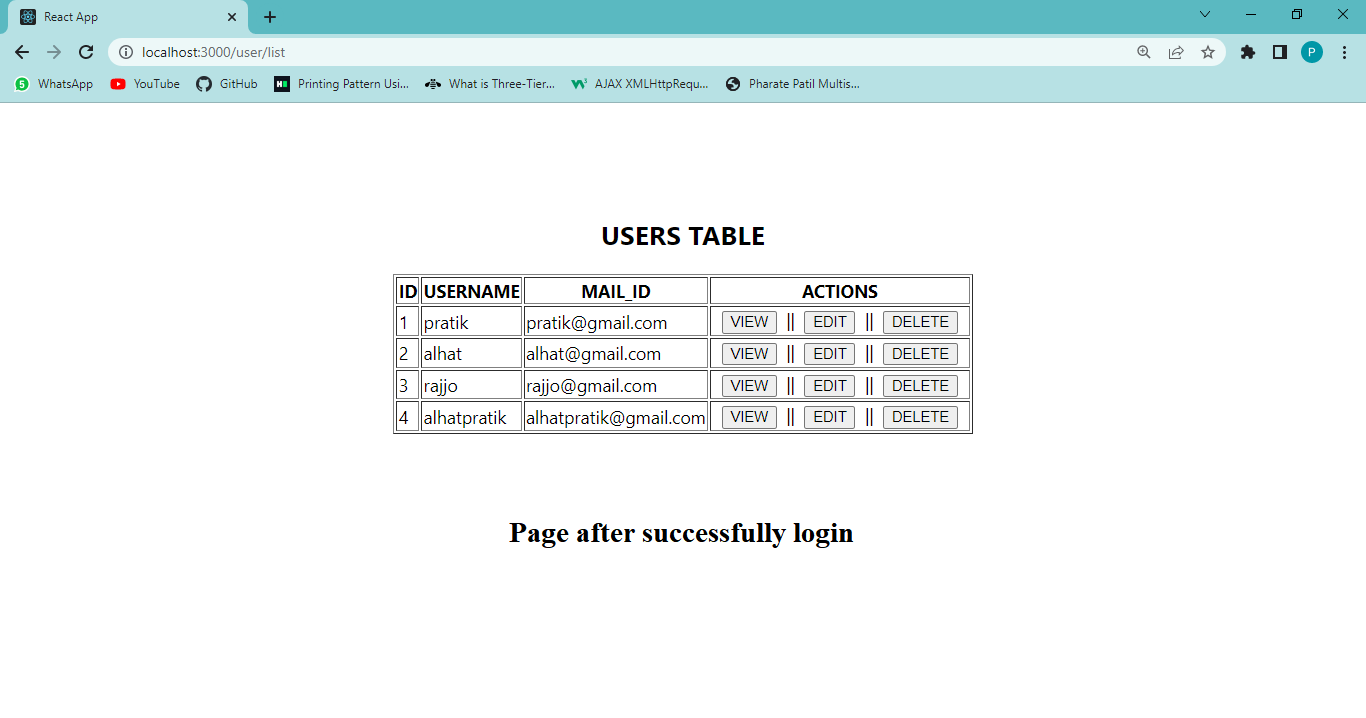 React App
localhost:3000/user/list
P
WhatsApp YouTube GitHub Printing Pattern Usi... What is Three-Tier... AJAX XMLHttpRequ... Pharate Patil Multis...
USERS TABLE
ID USERNAME MAIL_ID ACTIONS
1 pratik pratik@gmail.com VIEW || EDIT || DELETE
2 alhat alhat@gmail.com VIEW || EDIT || DELETE
3 rajjo rajjo@gmail.com VIEW || EDIT || DELETE
4 alhatpratik alhatpratik@gmail.com VIEW || EDIT || DELETE
Page after successfully login